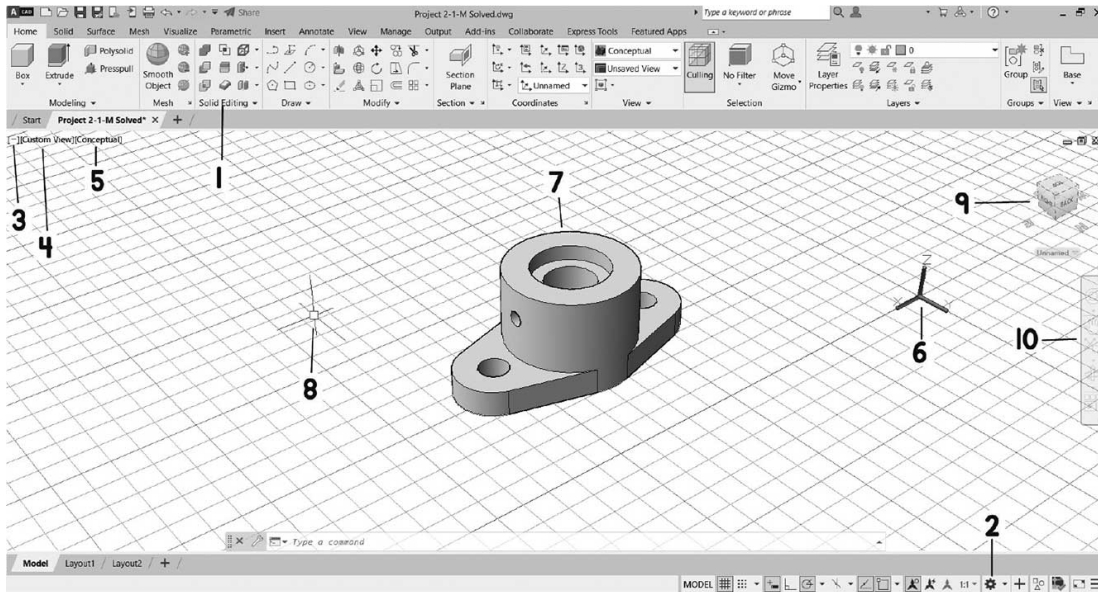 A CAD Share Project 2-1-M Solved.dwg Type a keyword or phrase
Home Solid Surface Mesh Visualize Parametric Insert Annotate View Manage Output Add-ins Collaborate Express Tools Featured Apps
Polysolid Conceptual 0
Presspull Unsaved View
Box Extrude Smooth Object Section Plane Unnamed Culling No Filter Move Gizmo Layer Properties Group Base
Modeling Mesh Solid Editing Draw Modify Section Coordinates View Selection Layers Groups View
Start Project 2-1-M Solved* × +
[−][Custom View][Conceptual]
5 1 7
3 4 9
BACK
Unnamed
Z
6 10
8
2
Type a command
Model Layout1 Layout2 +
MODEL 1:1